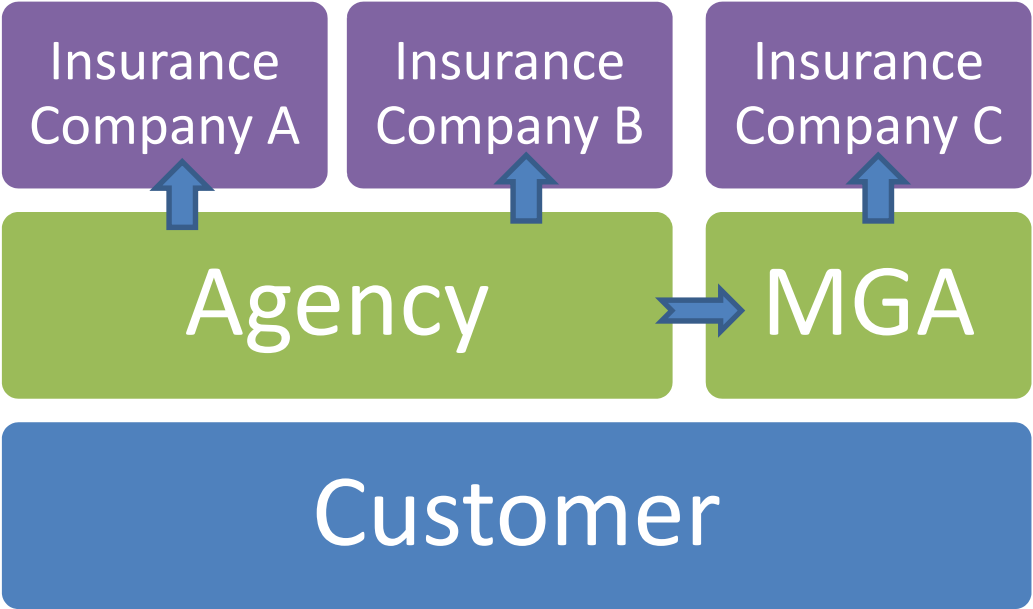 Insurance
Company A
Insurance
Company B
Insurance
Company C
Agency
MGA
Customer